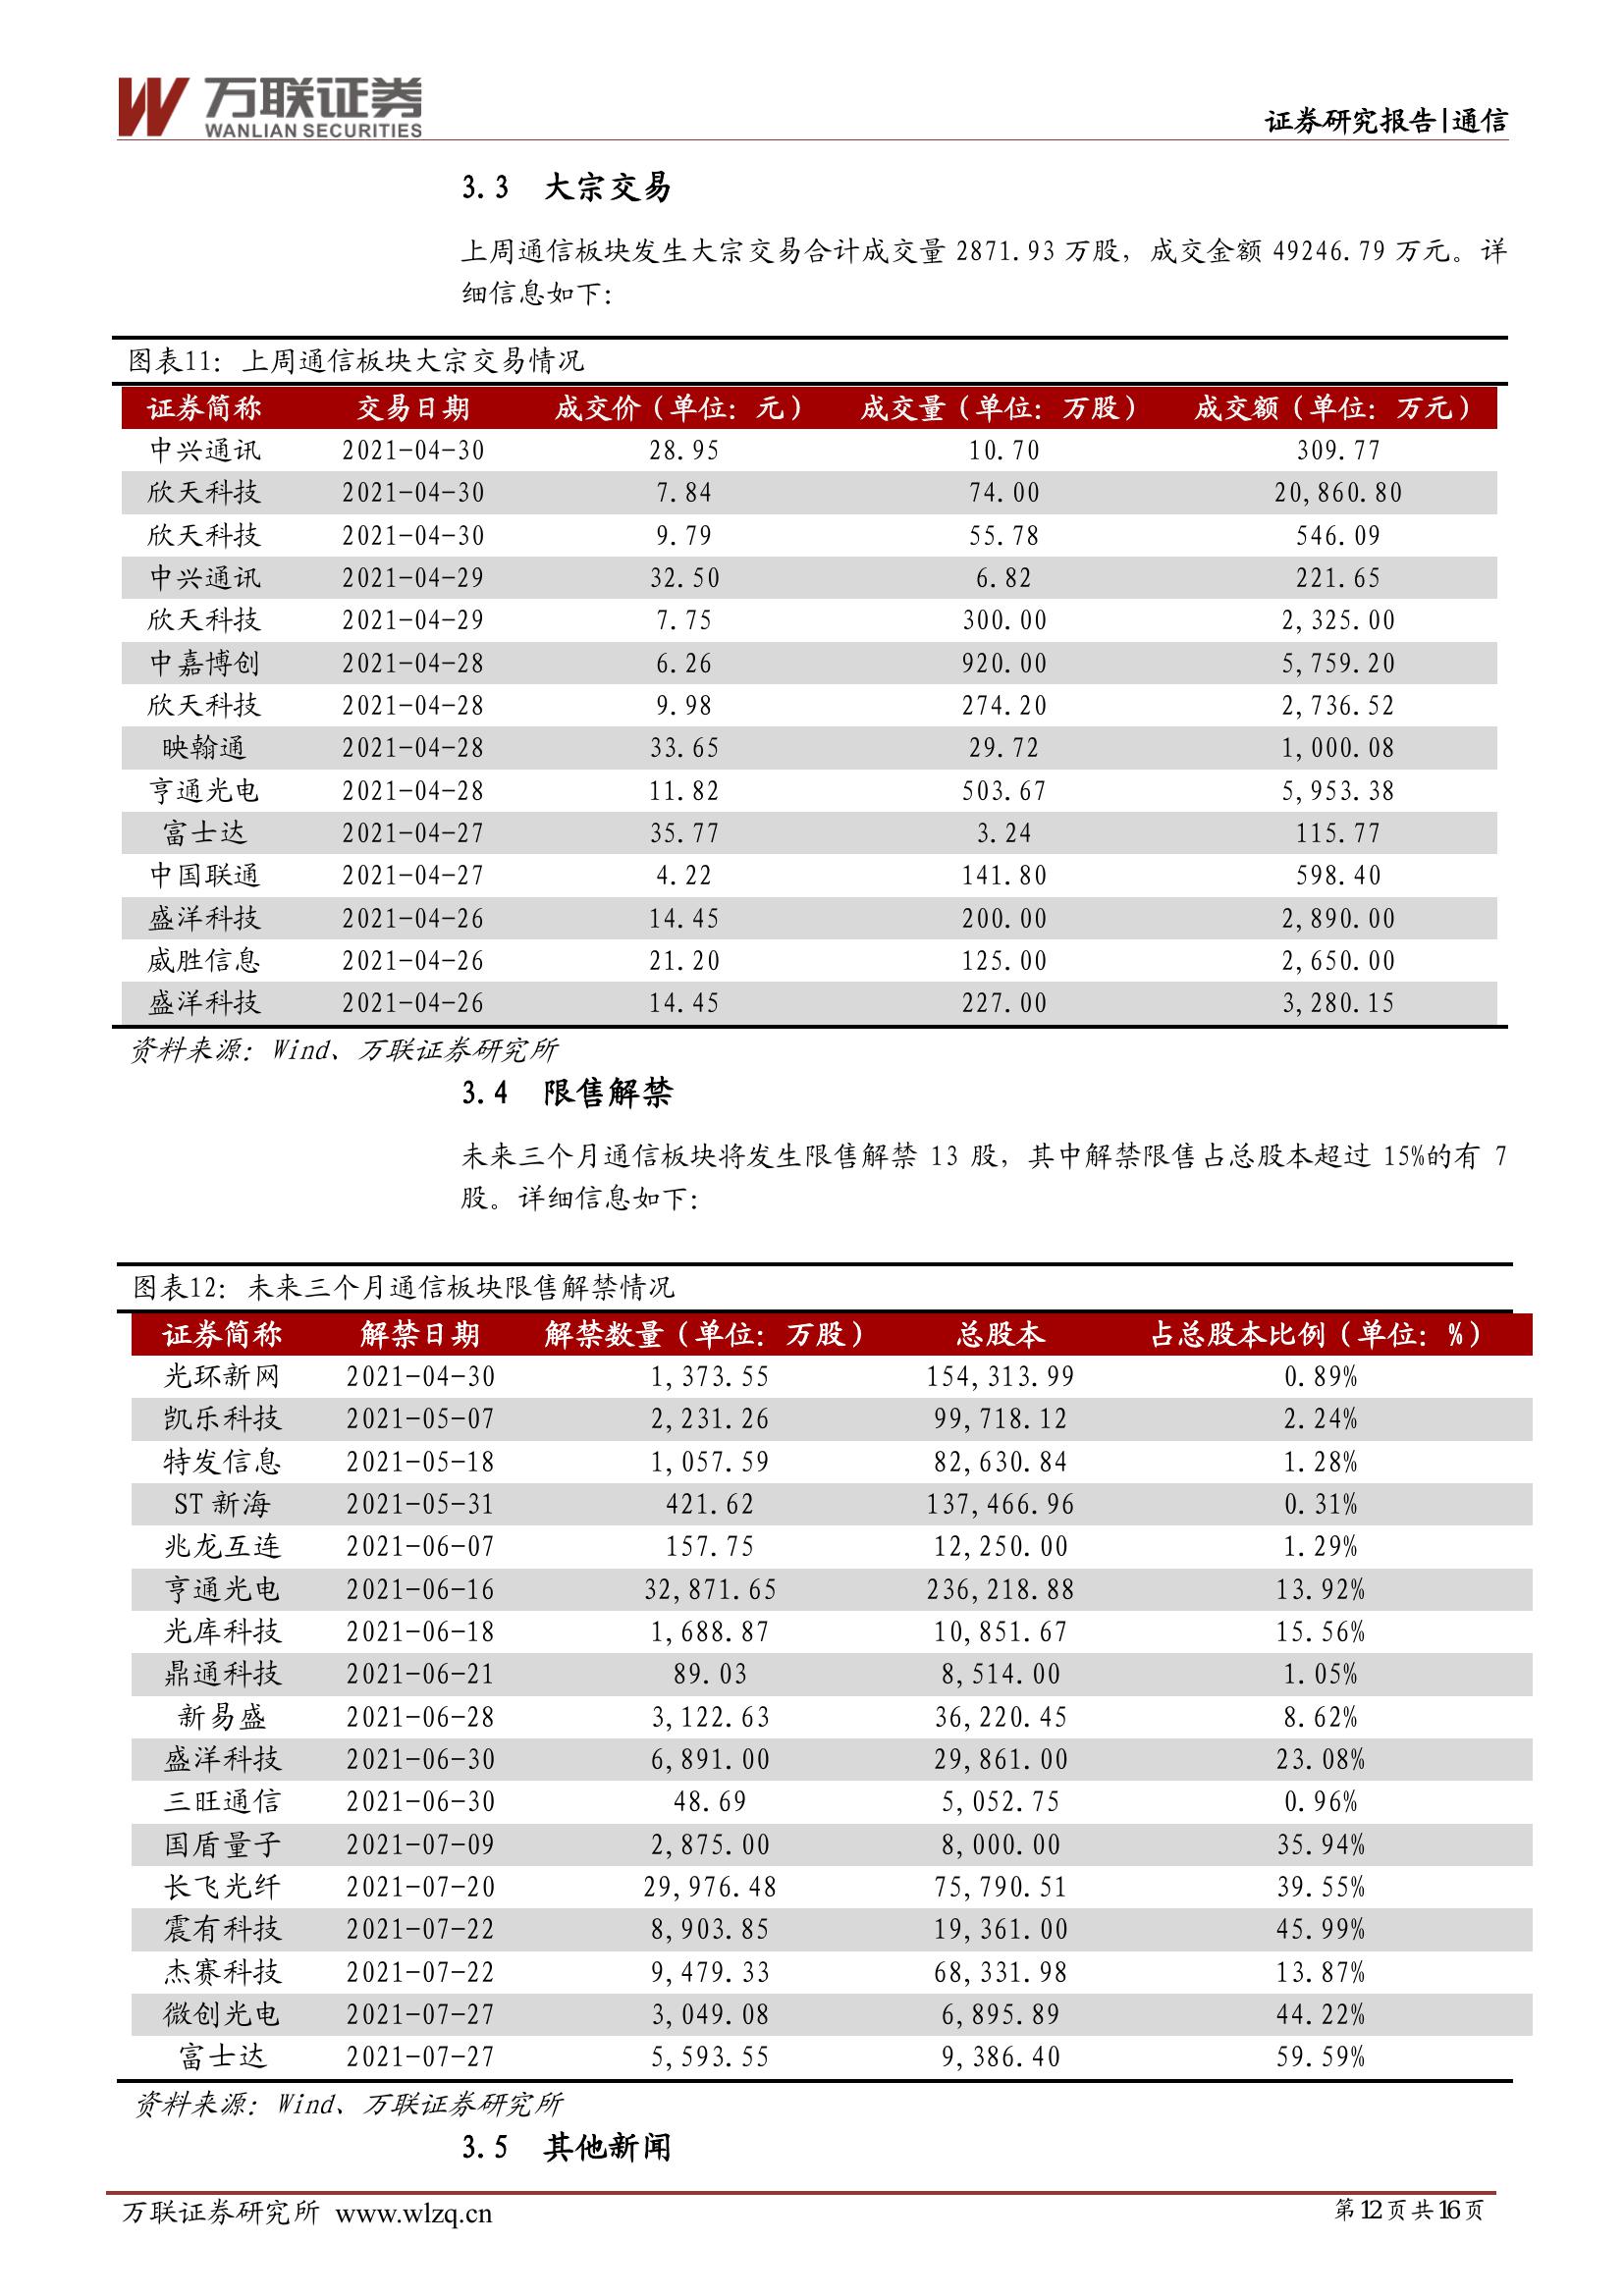 万联证券
WANLIAN SECURITIES
证券研究报告|通信
3.3 大宗交易
上周通信板块发生大宗交易合计成交量 2871.93 万股，成交金额 49246.79 万元。详
细信息如下：
图表11：上周通信板块大宗交易情况
证券简称 交易日期 成交价（单位：元） 成交量（单位：万股） 成交额（单位：万元）
中兴通讯 2021-04-30 28.95 10.70 309.77
欣天科技 2021-04-30 7.84 74.00 20,860.80
欣天科技 2021-04-30 9.79 55.78 546.09
中兴通讯 2021-04-29 32.50 6.82 221.65
欣天科技 2021-04-29 7.75 300.00 2,325.00
中嘉博创 2021-04-28 6.26 920.00 5,759.20
欣天科技 2021-04-28 9.98 274.20 2,736.52
映翰通 2021-04-28 33.65 29.72 1,000.08
亨通光电 2021-04-28 11.82 503.67 5,953.38
富士达 2021-04-27 35.77 3.24 115.77
中国联通 2021-04-27 4.22 141.80 598.40
盛洋科技 2021-04-26 14.45 200.00 2,890.00
威胜信息 2021-04-26 21.20 125.00 2,650.00
盛洋科技 2021-04-26 14.45 227.00 3,280.15
资料来源：Wind、万联证券研究所
3.4 限售解禁
未来三个月通信板块将发生限售解禁 13 股，其中解禁限售占总股本超过 15%的有 7
股。详细信息如下：
图表12：未来三个月通信板块限售解禁情况
证券简称 解禁日期 解禁数量（单位：万股） 总股本 占总股本比例（单位：%）
光环新网 2021-04-30 1,373.55 154,313.99 0.89%
凯乐科技 2021-05-07 2,231.26 99,718.12 2.24%
特发信息 2021-05-18 1,057.59 82,630.84 1.28%
ST 新海 2021-05-31 421.62 137,466.96 0.31%
兆龙互连 2021-06-07 157.75 12,250.00 1.29%
亨通光电 2021-06-16 32,871.65 236,218.88 13.92%
光库科技 2021-06-18 1,688.87 10,851.67 15.56%
鼎通科技 2021-06-21 89.03 8,514.00 1.05%
新易盛 2021-06-28 3,122.63 36,220.45 8.62%
盛洋科技 2021-06-30 6,891.00 29,861.00 23.08%
三旺通信 2021-06-30 48.69 5,052.75 0.96%
国盾量子 2021-07-09 2,875.00 8,000.00 35.94%
长飞光纤 2021-07-20 29,976.48 75,790.51 39.55%
震有科技 2021-07-22 8,903.85 19,361.00 45.99%
杰赛科技 2021-07-22 9,479.33 68,331.98 13.87%
微创光电 2021-07-27 3,049.08 6,895.89 44.22%
富士达 2021-07-27 5,593.55 9,386.40 59.59%
资料来源：Wind、万联证券研究所
3.5 其他新闻
万联证券研究所 www.wlzq.cn 第12页共16页